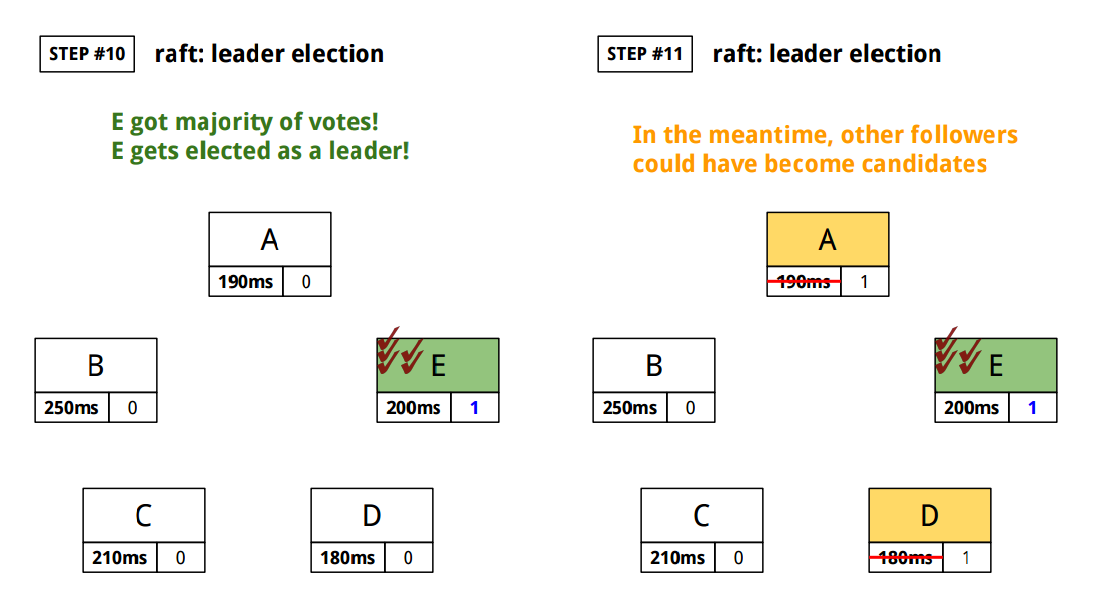 STEP #10 raft: leader election
E got majority of votes!
E gets elected as a leader!
A
190ms 0
B
250ms 0
E
200ms 1
C
210ms 0
D
180ms 0
STEP #11 raft: leader election
In the meantime, other followers
could have become candidates
A
190ms 1
B
250ms 0
E
200ms 1
C
210ms 0
D
180ms 1